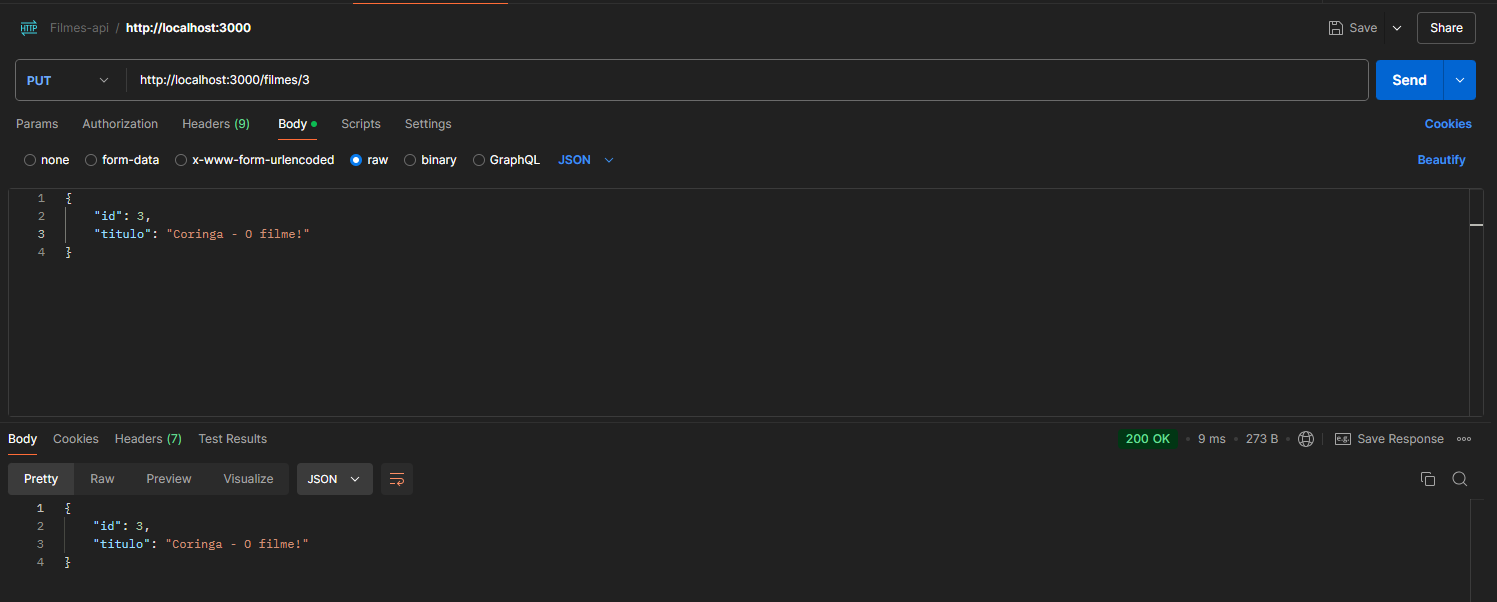 HTTP Filmes-api / http://localhost:3000 Save Share
PUT http://localhost:3000/filmes/3 Send
Params Authorization Headers (9) Body Scripts Settings Cookies
none form-data x-www-form-urlencoded raw binary GraphQL JSON Beautify
1 {
2 "id": 3,
3 "titulo": "Coringa - O filme!"
4 }
Body Cookies Headers (7) Test Results 200 OK 9 ms 273 B e.g. Save Response
Pretty Raw Preview Visualize JSON
1 {
2 "id": 3,
3 "titulo": "Coringa - O filme!"
4 }